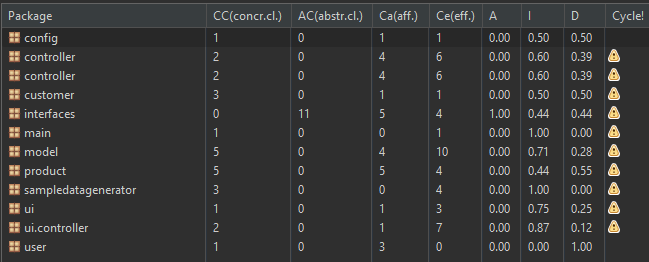 Package CC(concr.cl.) AC(abstr.cl.) Ca(aff.) Ce(eff.) A I D Cycle!
config 1 0 1 1 0.00 0.50 0.50
controller 2 0 4 6 0.00 0.60 0.39
controller 2 0 4 6 0.00 0.60 0.39
customer 3 0 1 1 0.00 0.50 0.50
interfaces 0 11 5 4 1.00 0.44 0.44
main 1 0 0 1 0.00 1.00 0.00
model 5 0 4 10 0.00 0.71 0.28
product 5 0 5 4 0.00 0.44 0.55
sampledatagenerator 3 0 0 4 0.00 1.00 0.00
ui 1 0 1 3 0.00 0.75 0.25
ui.controller 2 0 1 7 0.00 0.87 0.12
user 1 0 3 0 0.00 0.00 1.00